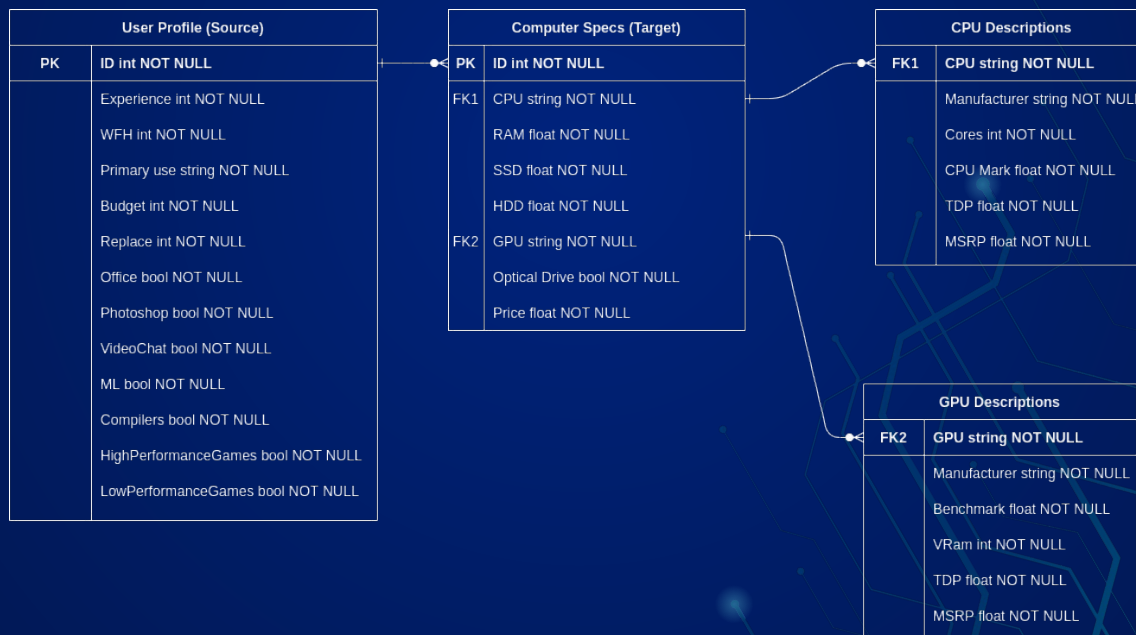 User Profile (Source)
PK ID int NOT NULL
Experience int NOT NULL
WFH int NOT NULL
Primary use string NOT NULL
Budget int NOT NULL
Replace int NOT NULL
Office bool NOT NULL
Photoshop bool NOT NULL
VideoChat bool NOT NULL
ML bool NOT NULL
Compilers bool NOT NULL
HighPerformanceGames bool NOT NULL
LowPerformanceGames bool NOT NULL
Computer Specs (Target)
PK ID int NOT NULL
FK1 CPU string NOT NULL
RAM float NOT NULL
SSD float NOT NULL
HDD float NOT NULL
FK2 GPU string NOT NULL
Optical Drive bool NOT NULL
Price float NOT NULL
CPU Descriptions
FK1 CPU string NOT NULL
Manufacturer string NOT NULL
Cores int NOT NULL
CPU Mark float NOT NULL
TDP float NOT NULL
MSRP float NOT NULL
GPU Descriptions
FK2 GPU string NOT NULL
Manufacturer string NOT NULL
Benchmark float NOT NULL
VRam int NOT NULL
TDP float NOT NULL
MSRP float NOT NULL